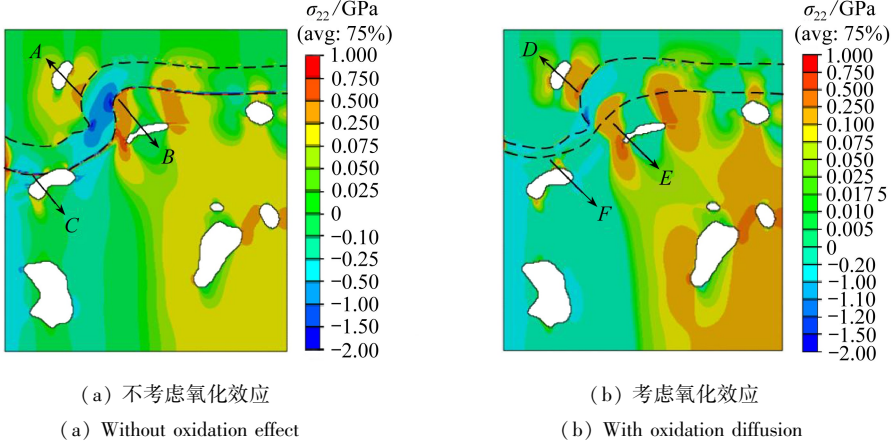 σ22/GPa
(avg: 75%)
1.000
0.750
0.500
0.250
0.075
0.050
0.025
0
−0.10
−0.25
−0.50
−1.00
−1.50
−2.00
A
B
C
(a) 不考虑氧化效应
(a) Without oxidation effect
σ22/GPa
(avg: 75%)
1.000
0.750
0.500
0.250
0.100
0.075
0.050
0.025
0.017 5
0.010
0.005
0
−0.20
−1.00
−1.10
−1.20
−1.50
−2.00
D
E
F
(b) 考虑氧化效应
(b) With oxidation diffusion